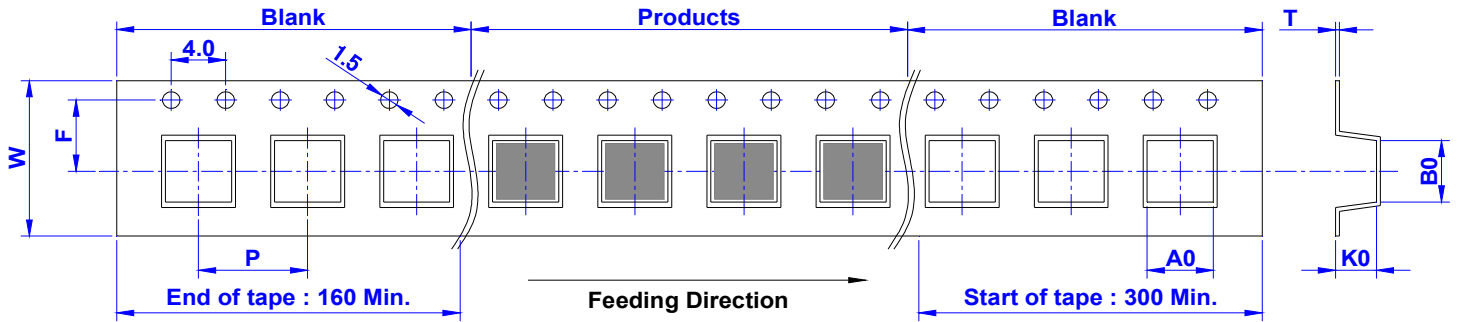 Blank
Products
Blank
T
4.0
1.5
F
W
B0
P
A0
K0
End of tape : 160 Min.
Feeding Direction
Start of tape : 300 Min.